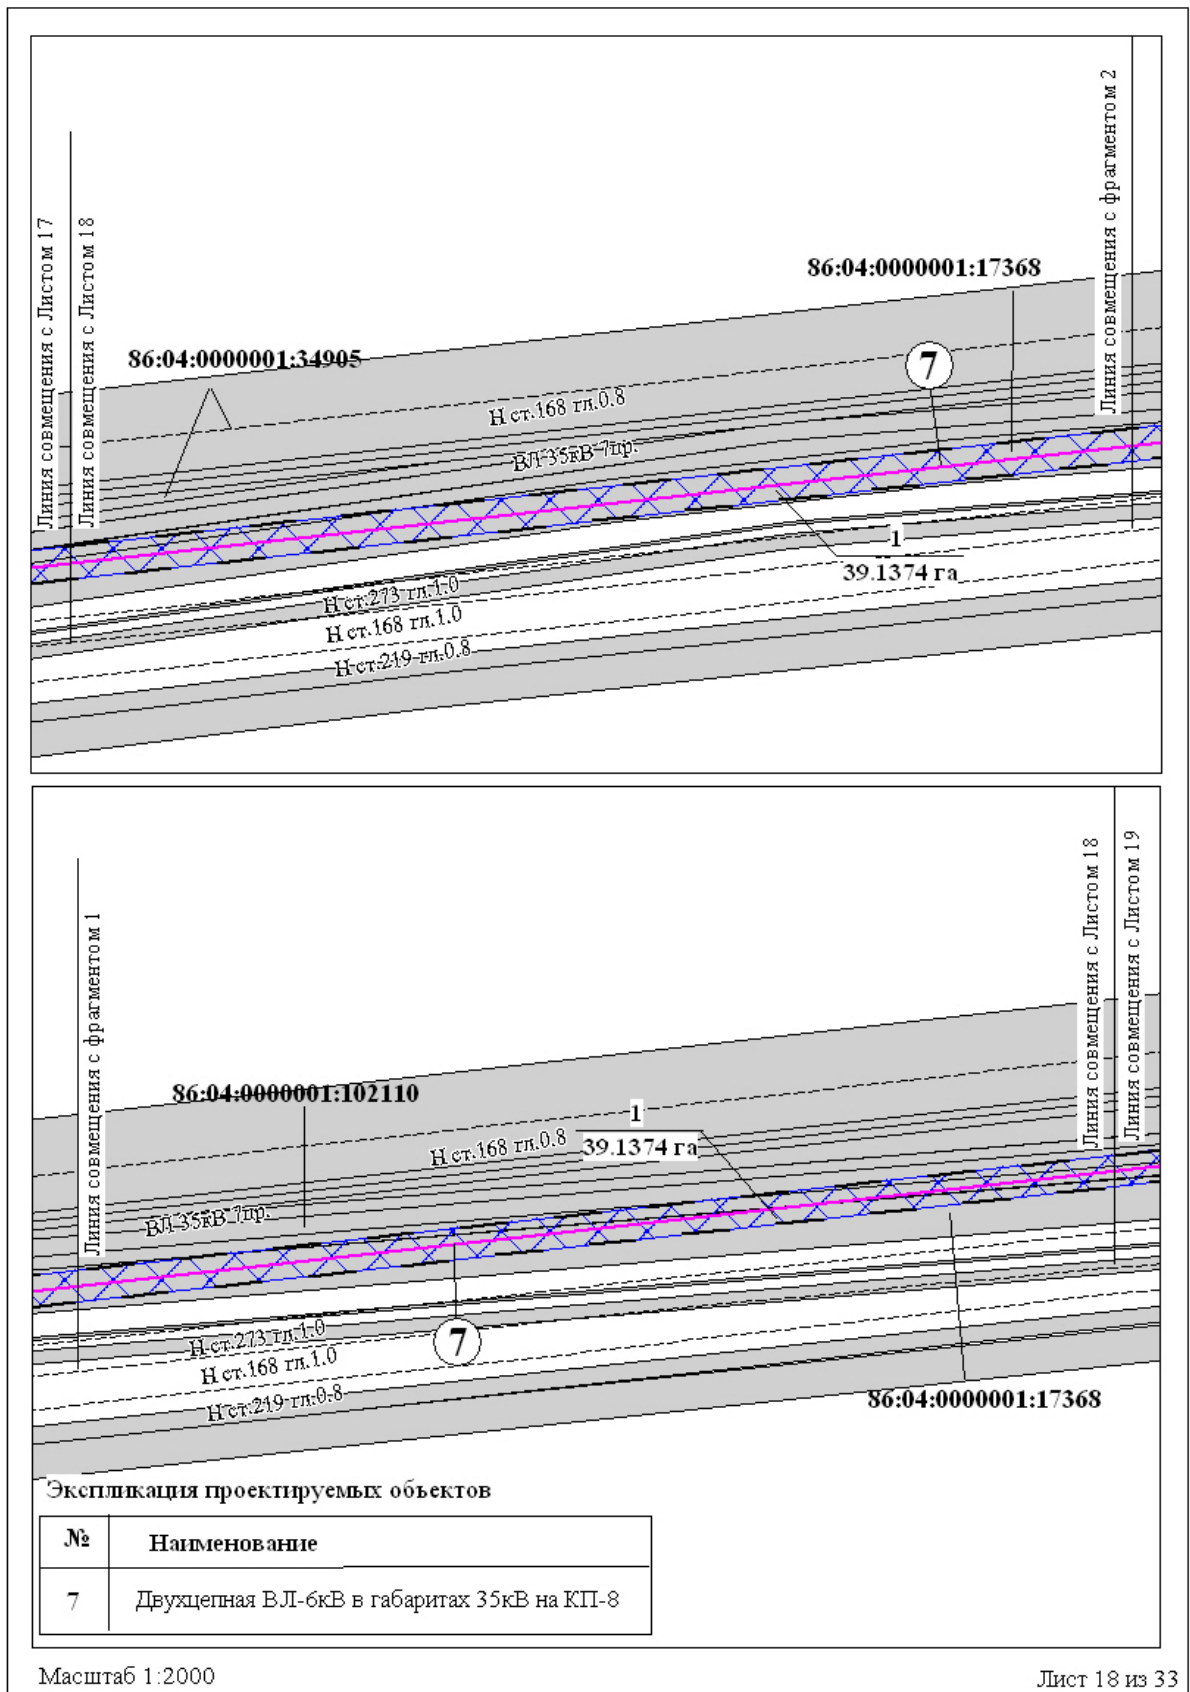 Линия совмещения с Листом 17
Линия совмещения с Листом 18
Линия совмещения с фрагментом 2
86:04:0000001:17368
86:04:0000001:34905
7
Н ст.168 гл.0.8
ВЛ 35кВ 7пр.
1
39.1374 га
Н ст.273 гл.1.0
Н ст.168 гл.1.0
Н ст.219 гл.0.8
Линия совмещения с фрагментом 1
Линия совмещения с Листом 18
Линия совмещения с Листом 19
86:04:0000001:102110
1
39.1374 га
Н ст.168 гл.0.8
ВЛ 35кВ 7пр.
Н ст.273 гл.1.0
7
Н ст.168 гл.1.0
Н ст.219 гл.0.8
86:04:0000001:17368
Экспликация проектируемых объектов
№ Наименование
7 Двухцепная ВЛ-6кВ в габаритах 35кВ на КП-8
Масштаб 1:2000
Лист 18 из 33